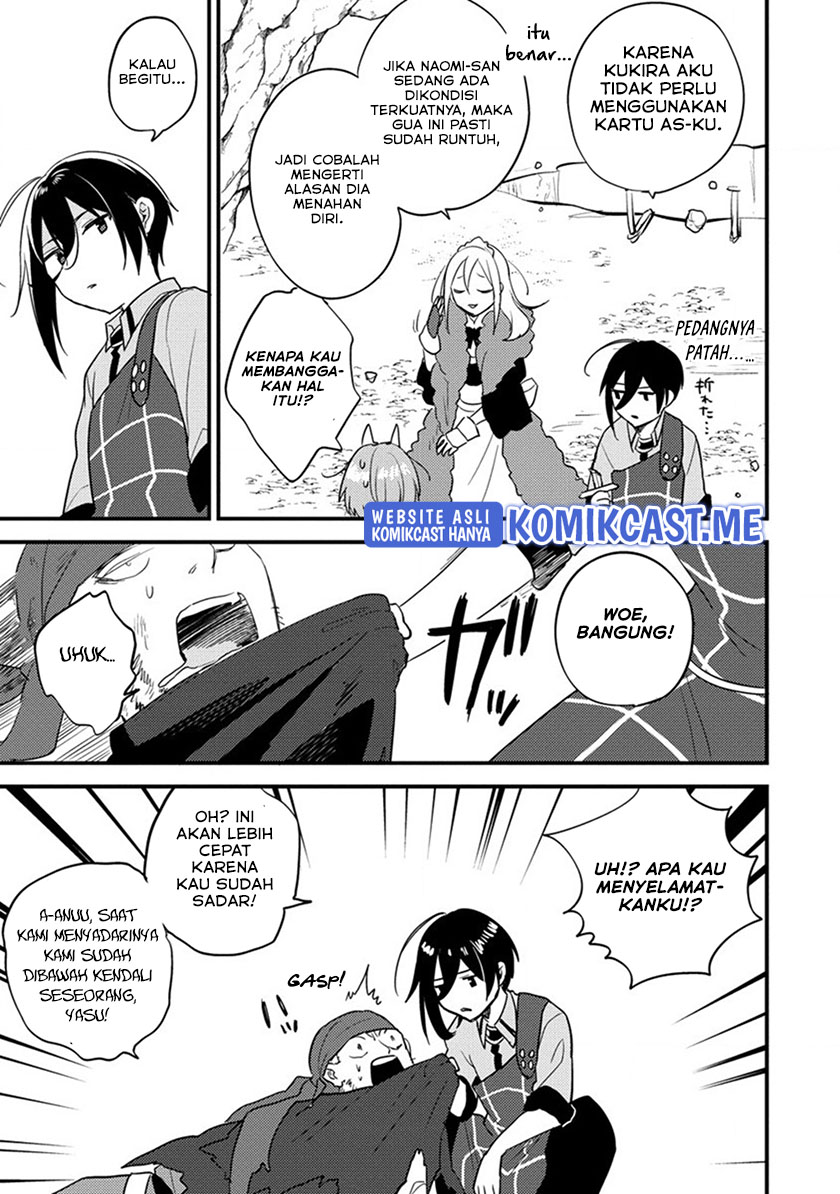 KARENA
KUKIRA AKU
TIDAK PERLU
MENGGUNAKAN
KARTU AS-KU.
itu
benar...
JIKA NAOMI-SAN
SEDANG ADA
DIKONDISI
TERKUATNYA, MAKA
GUA INI PASTI
SUDAH RUNTUH,
JADI COBALAH
MENGERTI
ALASAN DIA
MENAHAN
DIRI.
PEDANGNYA
PATAH......
折れた…
KENAPA KAU
MEMBANGGA-
KAN HAL
ITU!?
KALAU
BEGITU...
WEBSITE ASLI
KOMIKCAST HANYA
KOMIKCAST.ME
WOE,
BANGUNG!
ガッ
UHUK...
UH!? APA KAU
MENYELAMAT-
KANKU!?
OH? INI
AKAN LEBIH
CEPAT
KARENA
KAU SUDAH
SADAR!
A-ANUU, SAAT
KAMI MENYADARINYA
KAMI SUDAH
DIBAWAH KENDALI
SESEORANG,
YASU!
GASP!